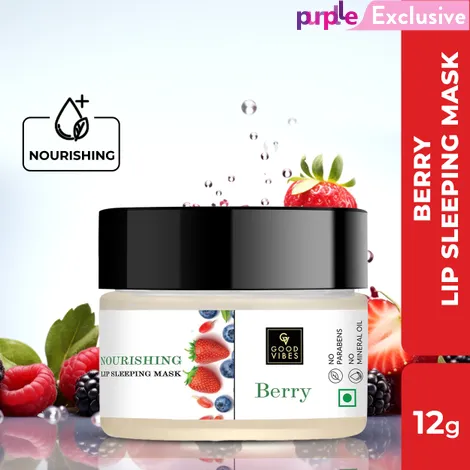 purplle Exclusive
NOURISHING
BERRY
LIP SLEEPING MASK
NOURISHING
LIP SLEEPING MASK
GV
GOOD
VIBES
Berry
NO
PARABENS
NO
MINERAL OIL
12g